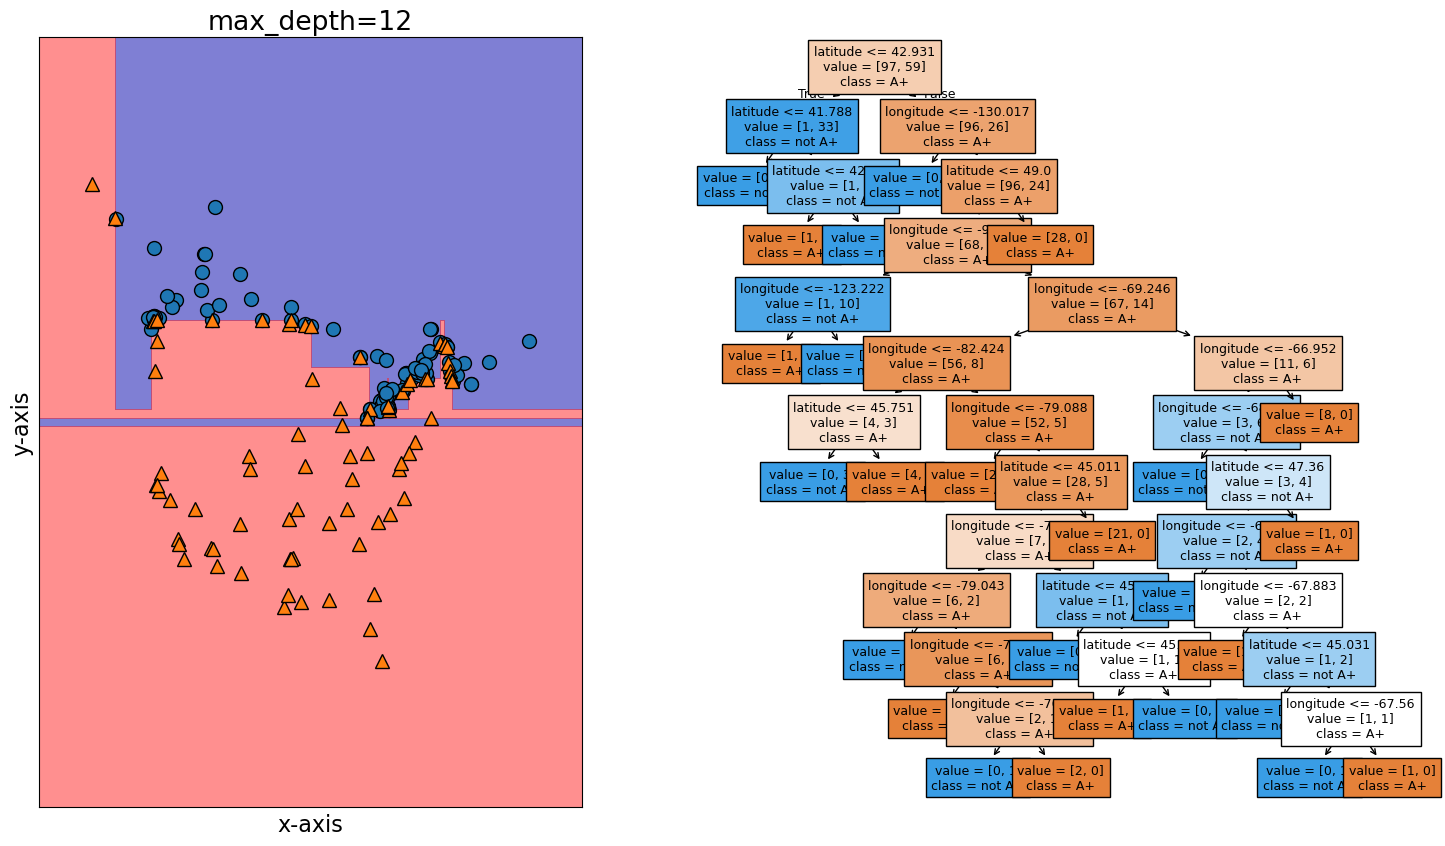 max_depth=12
y-axis
x-axis
latitude <= 42.931
value = [97, 59]
class = A+
True
False
latitude <= 41.788
value = [1, 33]
class = not A+
longitude <= -130.017
value = [96, 26]
class = A+
value = [0
class = no
latitude <= 42
value = [1,
class = not A
value = [0,
class = not
latitude <= 49.0
value = [96, 24]
class = A+
value = [1,
class = A+
value =
class = n
longitude <= -9
value = [68,
class = A+
value = [28, 0]
class = A+
longitude <= -123.222
value = [1, 10]
class = not A+
longitude <= -69.246
value = [67, 14]
class = A+
value = [1,
class = A+
value = [
class = not
longitude <= -82.424
value = [56, 8]
class = A+
longitude <= -66.952
value = [11, 6]
class = A+
latitude <= 45.751
value = [4, 3]
class = A+
longitude <= -79.088
value = [52, 5]
class = A+
longitude <= -6
value = [3, 6
class = not A
value = [8, 0]
class = A+
value = [0,
class = not A
value = [4,
class = A+
value = [2
class =
latitude <= 45.011
value = [28, 5]
class = A+
value = [0
class = not
latitude <= 47.36
value = [3, 4]
class = not A+
longitude <= -7
value = [7,
class = A+
value = [21, 0]
class = A+
longitude <= -6
value = [2, 4
class = not A
value = [1, 0]
class = A+
longitude <= -79.043
value = [6, 2]
class = A+
latitude <= 45
value = [1,
class = not A
value =
class = n
longitude <= -67.883
value = [2, 2]
class = A+
value =
class = n
longitude <= -7
value = [6,
class = A+
value = [0
class = not
latitude <= 45
value = [1, 1
class = A+
value = [
class =
latitude <= 45.031
value = [1, 2]
class = not A+
value =
class =
longitude <= -7
value = [2, 1
class = A+
value = [1,
class = A+
value = [0,
class = not A
value = [
class = no
longitude <= -67.56
value = [1, 1]
class = A+
value = [0, 1
class = not A
value = [2, 0]
class = A+
value = [0, 1
class = not A
value = [1, 0]
class = A+